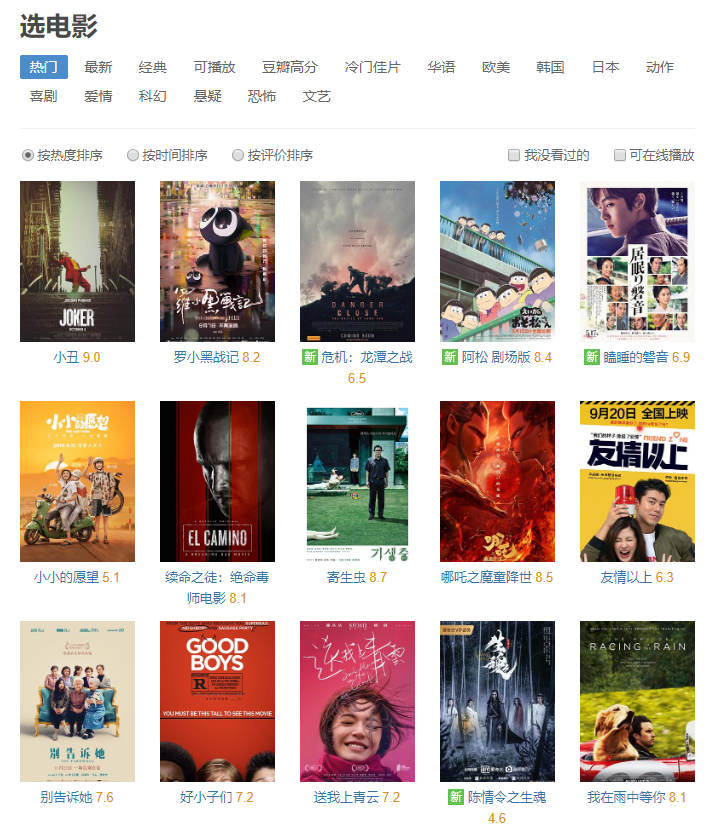 选电影
热门 最新 经典 可播放 豆瓣高分 冷门佳片 华语 欧美 韩国 日本 动作
喜剧 爱情 科幻 悬疑 恐怖 文艺
按热度排序 按时间排序 按评价排序 我没看过的 可在线播放
JOKER
OCTOBER 4
小丑 9.0
罗小黑战记 8.2
DANGER
CLOSE
COMING SOON
新 危机：龙潭之战
6.5
新 阿松 剧场版 8.4
居眠り磐音
5.17
新 瞌睡的磐音 6.9
小小的愿望
小小的愿望 5.1
EL CAMINO
A BREAKING BAD MOVIE
续命之徒：绝命毒
师电影 8.1
기생충
寄生虫 8.7
哪吒之魔童降世 8.5
9月20日 全国上映
FRIEND ZONE
友情以上
友情以上 6.3
别告诉她
别告诉她 7.6
GOOD
BOYS
R
YOU MUST BE THIS TALL TO SEE THIS MOVIE
好小子们 7.2
送我上青雲
送我上青云 7.2
生魂
新 陈情令之生魂
4.6
RACING IN THE RAIN
我在雨中等你 8.1